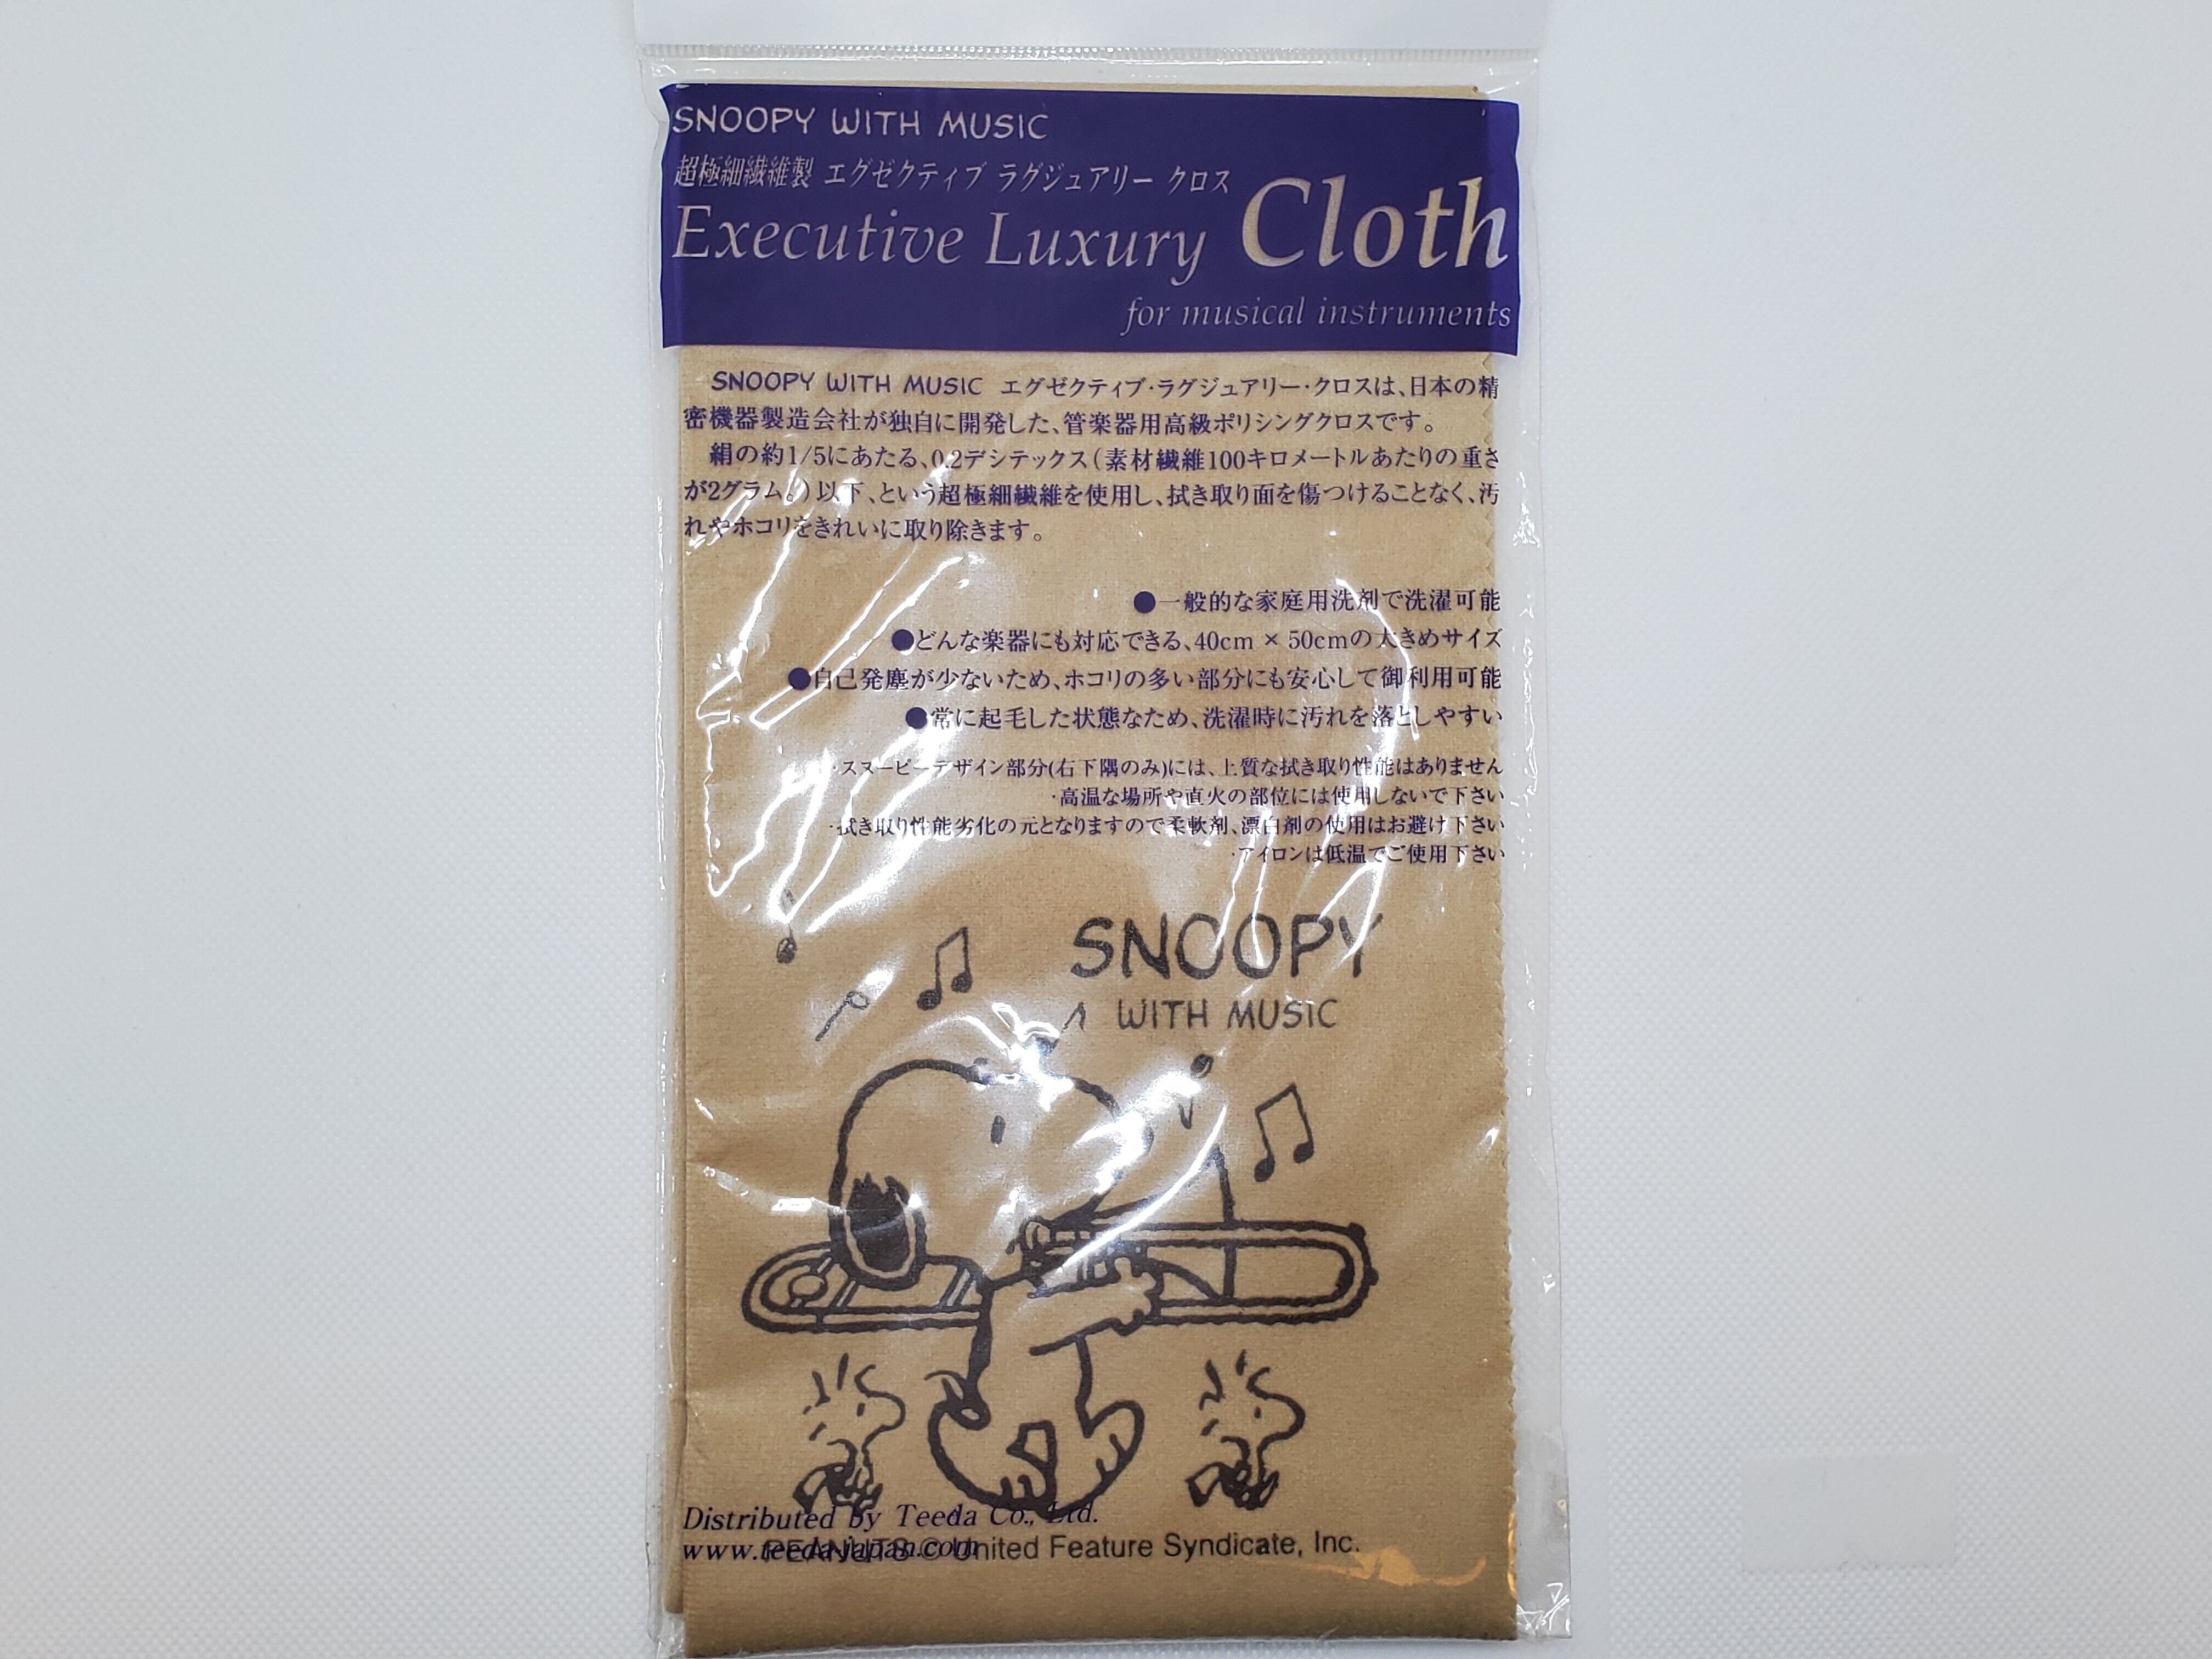 SNOOPY WITH MUSIC
超極細繊維製 エグゼクティブ ラグジュアリー クロス
Executive Luxury Cloth
for musical instruments
SNOOPY WITH MUSIC エグゼクティブ・ラグジュアリー・クロスは、日本の精
密機器製造会社が独自に開発した、管楽器用高級ポリシングクロスです。
絹の約1/5にあたる、0.2デシテックス（素材繊維100キロメートルあたりの重さ
が2グラム。）以下、という超極細繊維を使用し、拭き取り面を傷つけることなく、汚
れやホコリをきれいに取り除きます。
●一般的な家庭用洗剤で洗濯可能
●どんな楽器にも対応できる、40cm × 50cmの大きめサイズ
●自己発塵が少ないため、ホコリの多い部分にも安心して御利用可能
●常に起毛した状態なため、洗濯時に汚れを落としやすい
・スヌーピーデザイン部分(右下隅のみ)には、上質な拭き取り性能はありません
・高温な場所や直火の部位には使用しないで下さい
・拭き取り性能劣化の元となりますので柔軟剤、漂白剤の使用はお避け下さい
・アイロンは低温でご使用下さい
SNOOPY
WITH MUSIC
Distributed by Teeda Co., Ltd.
www.teeda-japan.com
PEANUTS © United Feature Syndicate, Inc.